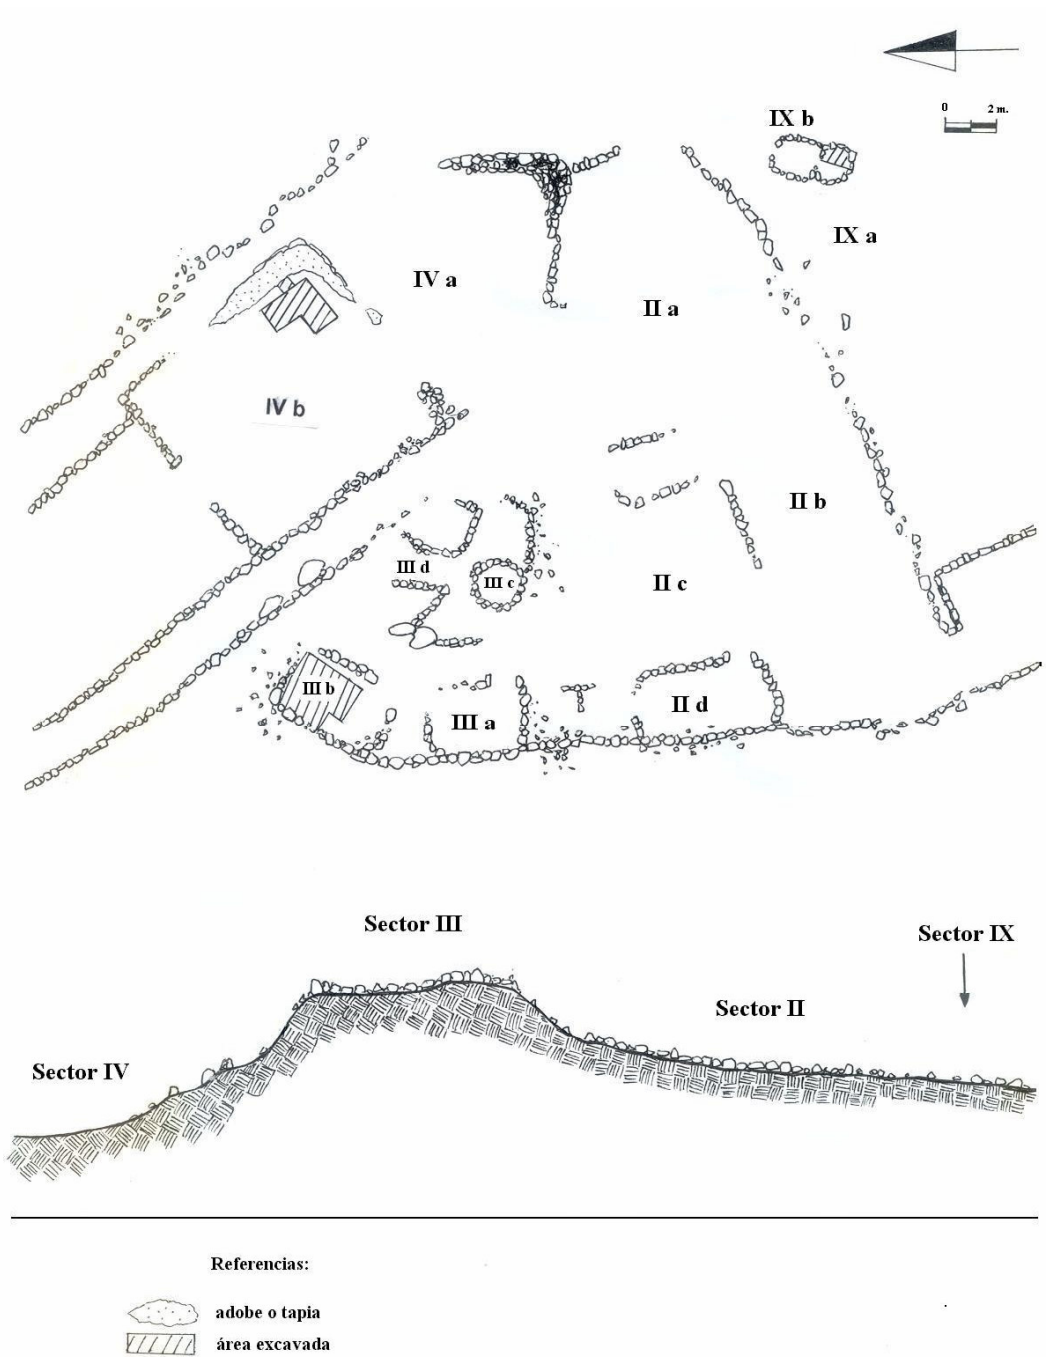 0 2 m.
IX b
IX a
IV a
II a
IV b
II b
III d
III c
II c
III b
III a
II d
Sector III
Sector IX
Sector II
Sector IV
Referencias:
adobe o tapia
área excavada